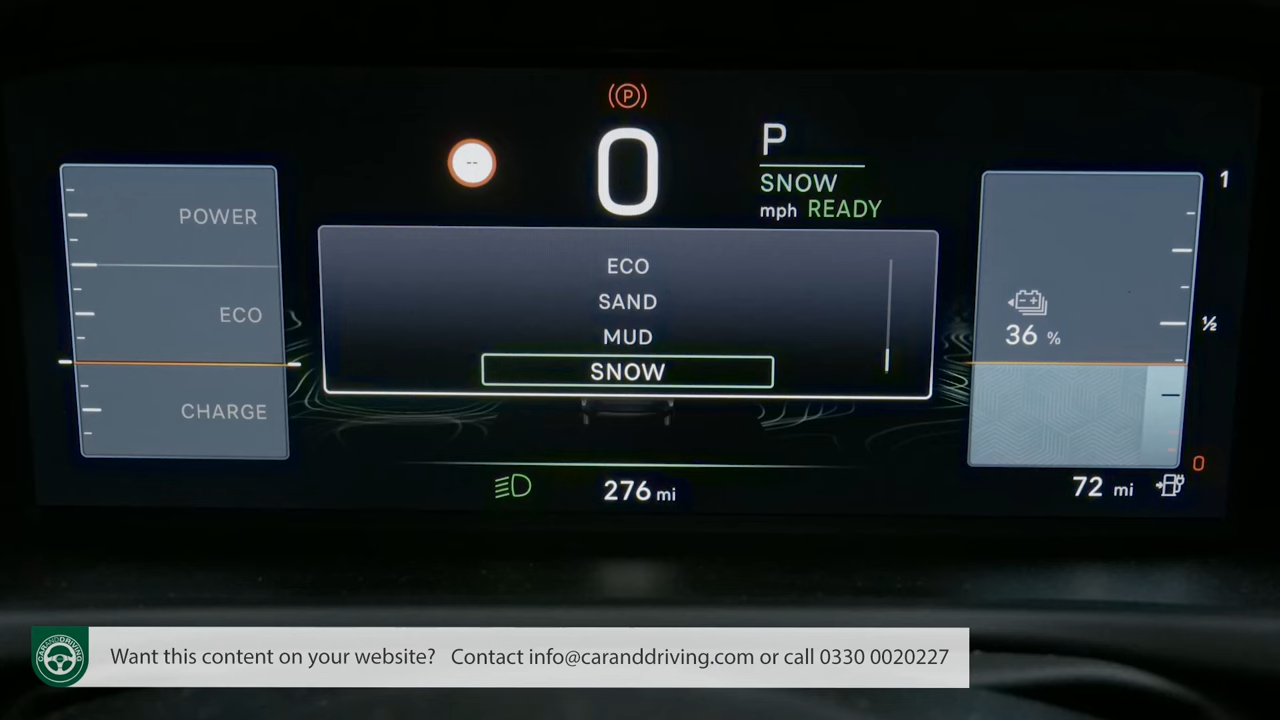 (P)
--
0
P
SNOW
mph READY
POWER
ECO
CHARGE
ECO
SAND
MUD
SNOW
1
½
0
36 %
276 mi
72 mi
CARANDDRIVING
Want this content on your website? Contact info@caranddriving.com or call 0330 0020227